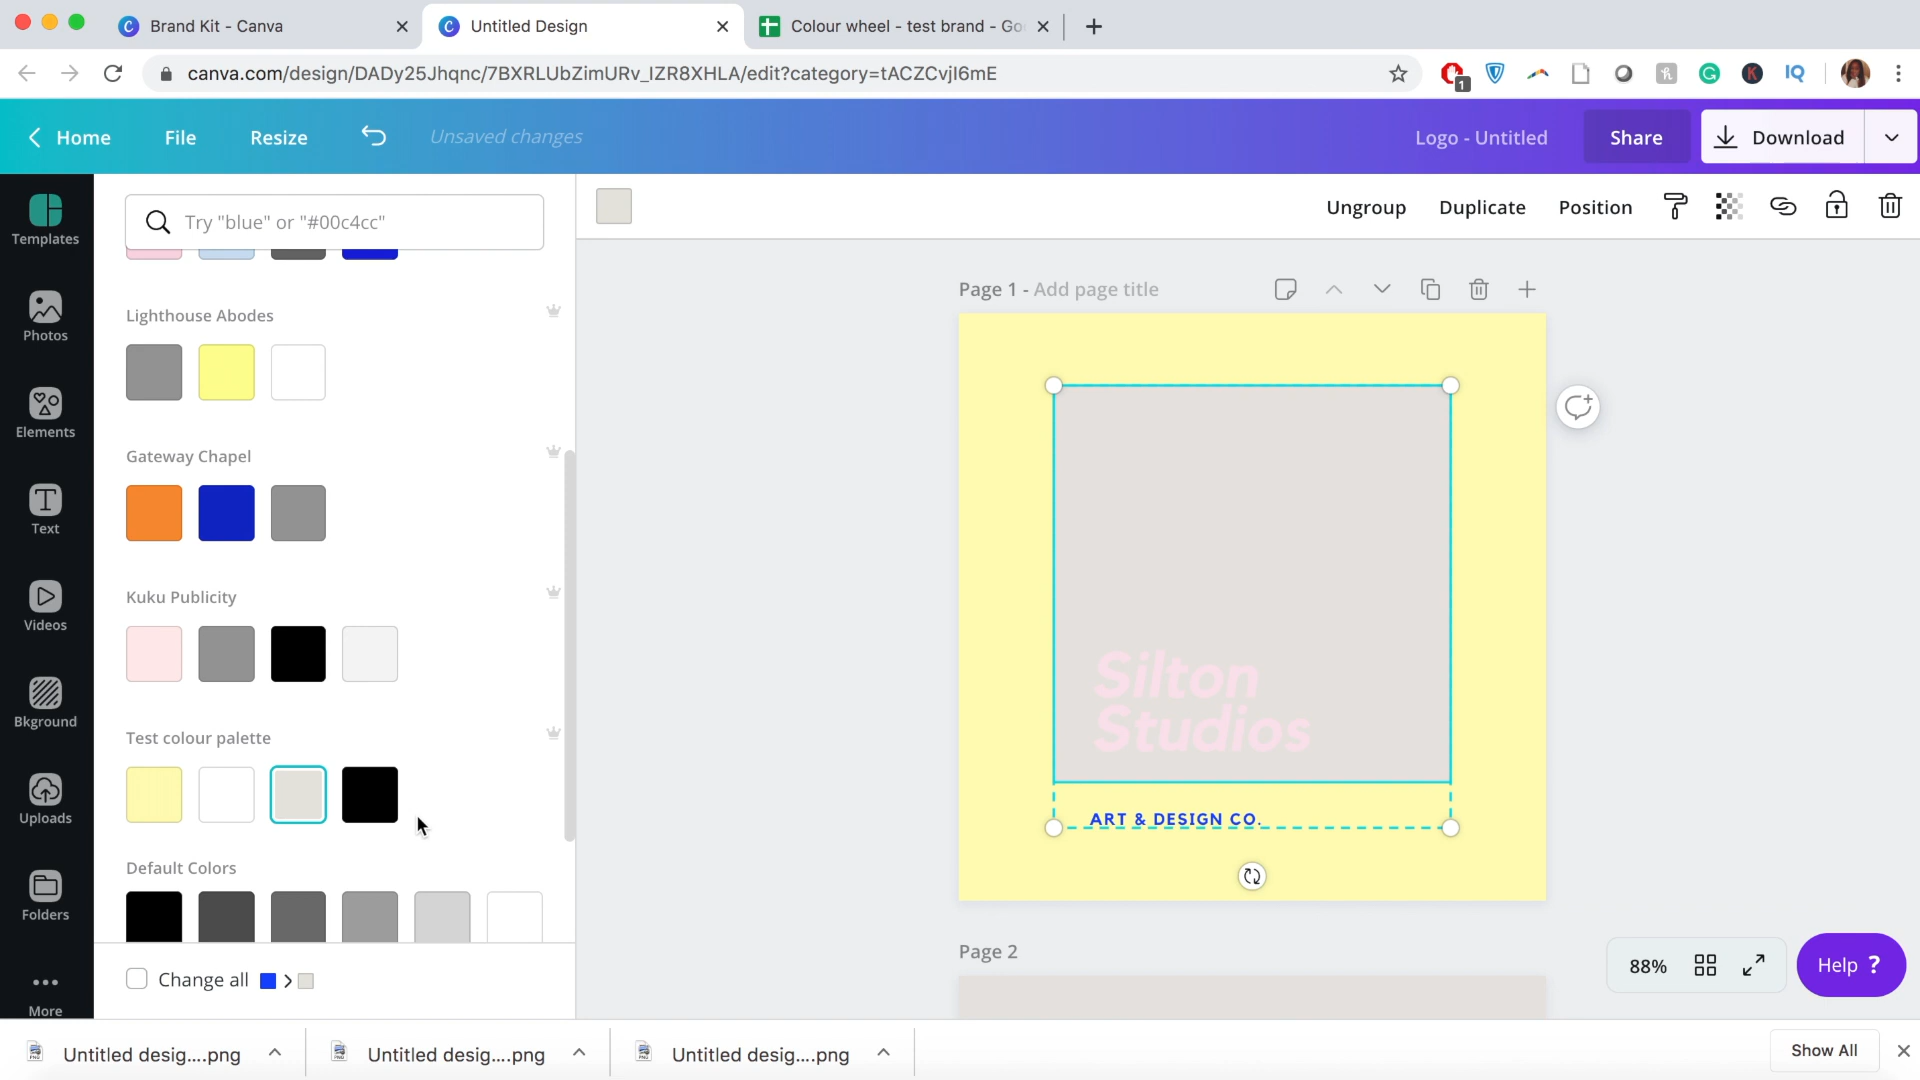 Brand Kit - Canva
Untitled Design
Colour wheel - test brand - Go
canva.com/design/DADy25Jhqnc/7BXRLUbZimURv_IZR8XHLA/edit?category=tACZCvjI6mE
1
K
IQ
Home
File
Resize
Unsaved changes
Logo - Untitled
Share
Download
Templates
Photos
Elements
Text
Videos
Bkground
Uploads
Folders
More
Try "blue" or "#00c4cc"
Lighthouse Abodes
Gateway Chapel
Kuku Publicity
Test colour palette
Default Colors
Change all
Ungroup
Duplicate
Position
Page 1 - Add page title
Silton
Studios
ART & DESIGN CO.
Page 2
88%
Help ?
Untitled desig....png
Untitled desig....png
Untitled desig....png
Show All